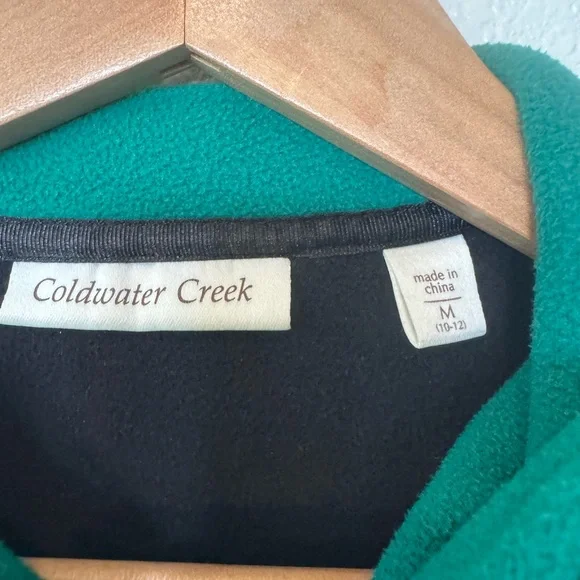 Coldwater Creek
made in
china
M
(10-12)